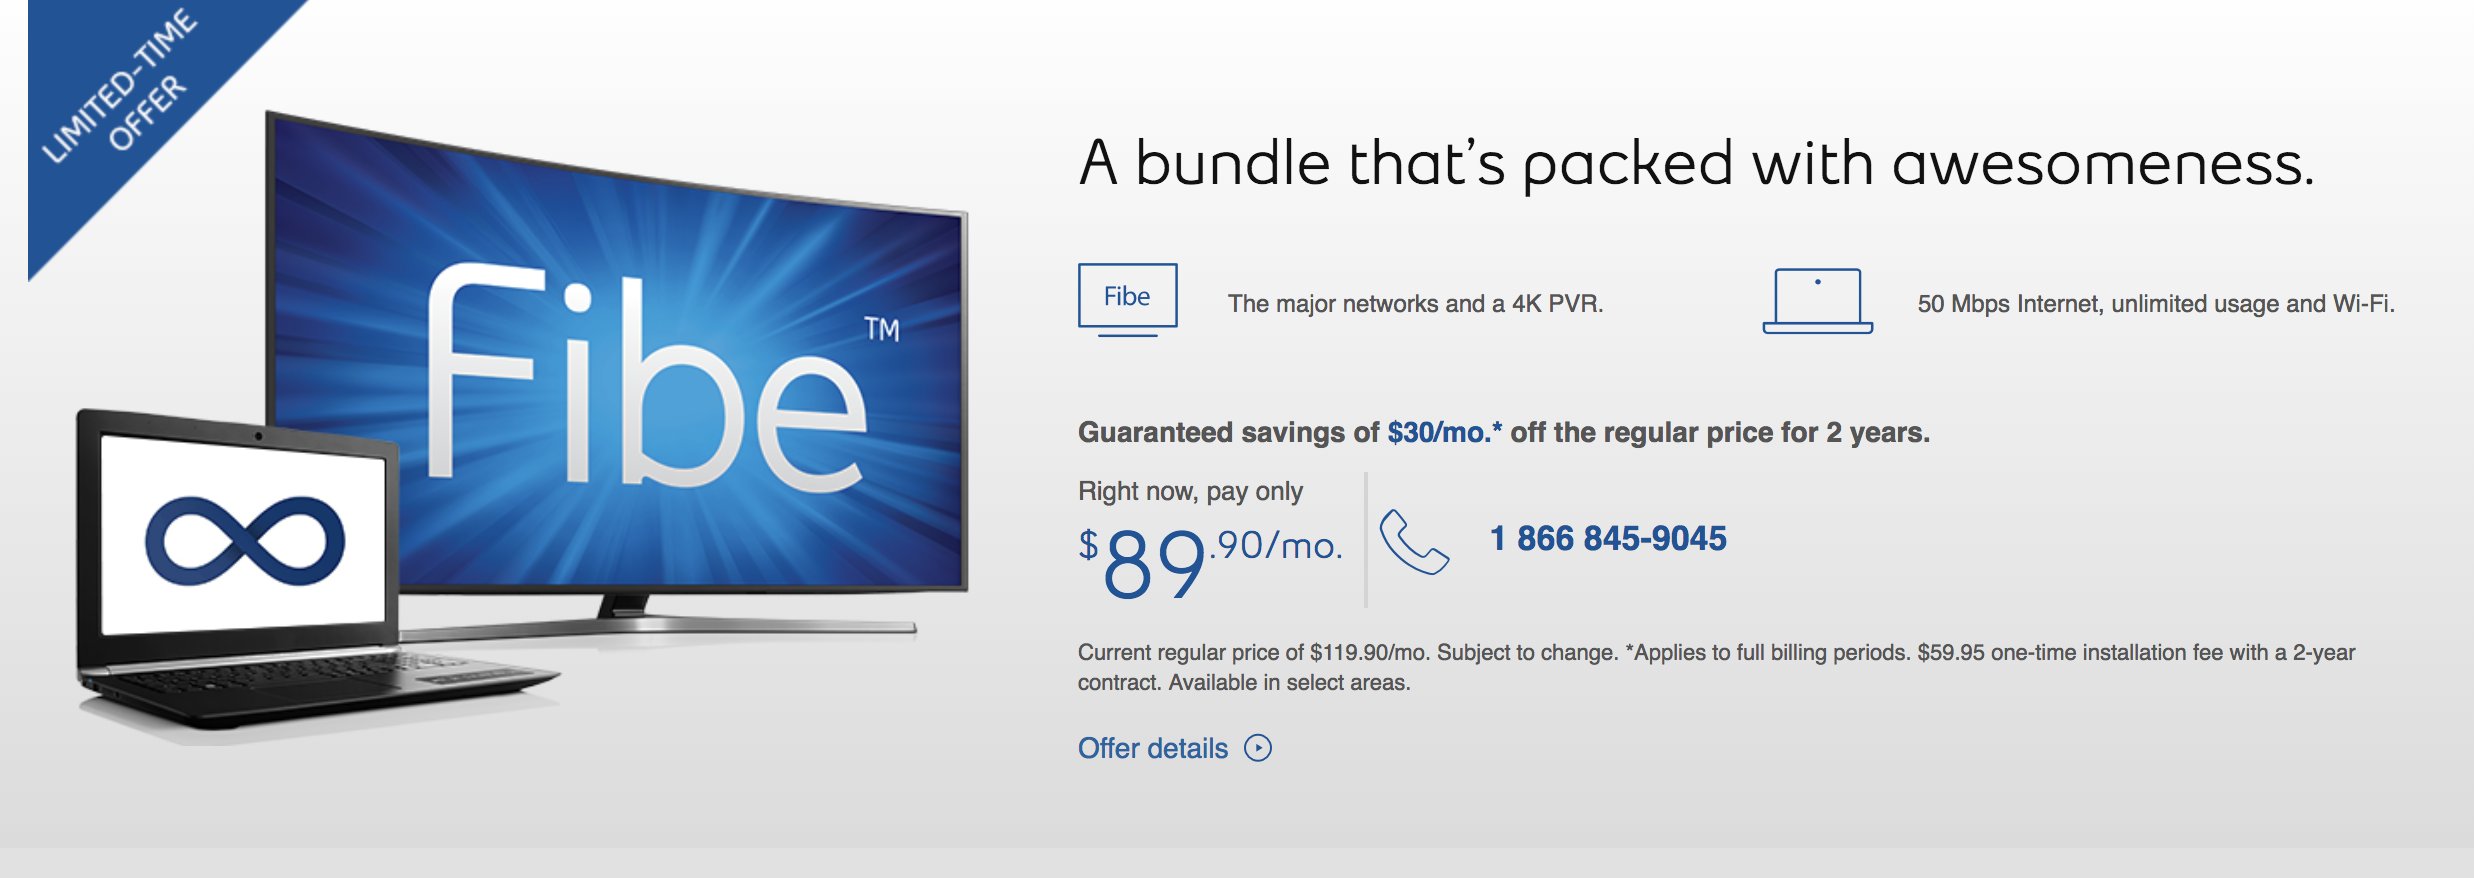 LIMITED-TIME
OFFER
Fibe™
A bundle that's packed with awesomeness.
Fibe
The major networks and a 4K PVR.
50 Mbps Internet, unlimited usage and Wi-Fi.
Guaranteed savings of $30/mo.* off the regular price for 2 years.
Right now, pay only
$89.90/mo.
1 866 845-9045
Current regular price of $119.90/mo. Subject to change. *Applies to full billing periods. $59.95 one-time installation fee with a 2-year
contract. Available in select areas.
Offer details